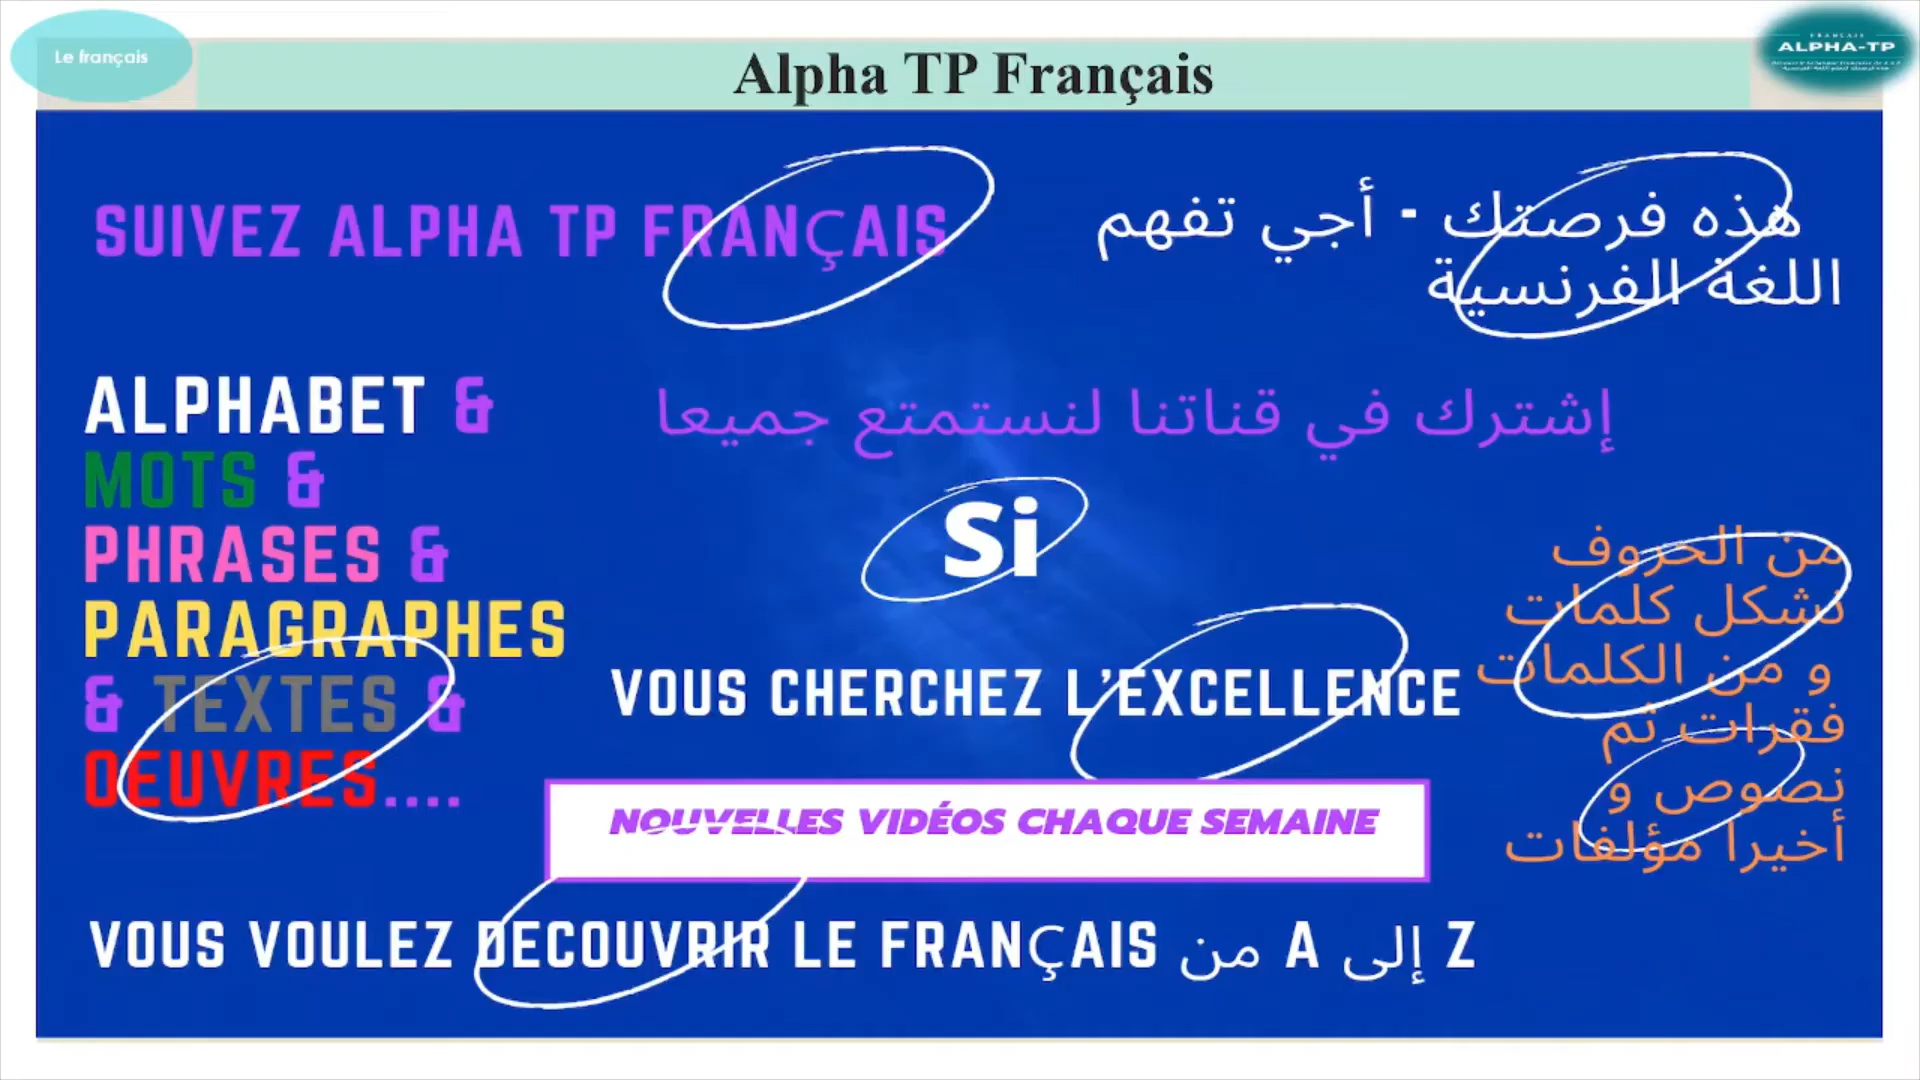 Le français
Alpha TP Français
FRANÇAIS
ALPHA-TP
SUIVEZ ALPHA TP FRANÇAIS
هذه فرصتك - أجي تفهم
اللغة الفرنسية
ALPHABET &
MOTS &
PHRASES &
PARAGRAPHES
& TEXTES &
OEUVRES....
إشترك في قناتنا لنستمتع جميعا
Si
VOUS CHERCHEZ L'EXCELLENCE
من الحروف
نشكل كلمات
و من الكلمات
فقرات ثم
نصوص و
أخيرا مؤلفات
NOUVELLES VIDÉOS CHAQUE SEMAINE
VOUS VOULEZ DECOUVRIR LE FRANÇAIS من A إلى Z